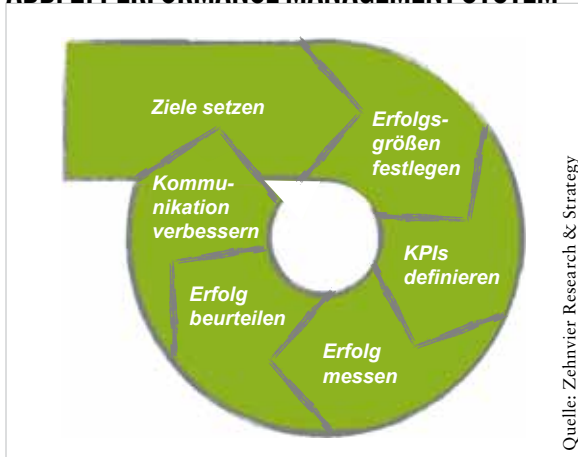 Ziele setzen
Erfolgs-
größen
festlegen
KPIs
definieren
Erfolg
messen
Erfolg
beurteilen
Kommu-
nikation
verbessern
Quelle: Zehnvier Research & Strategy